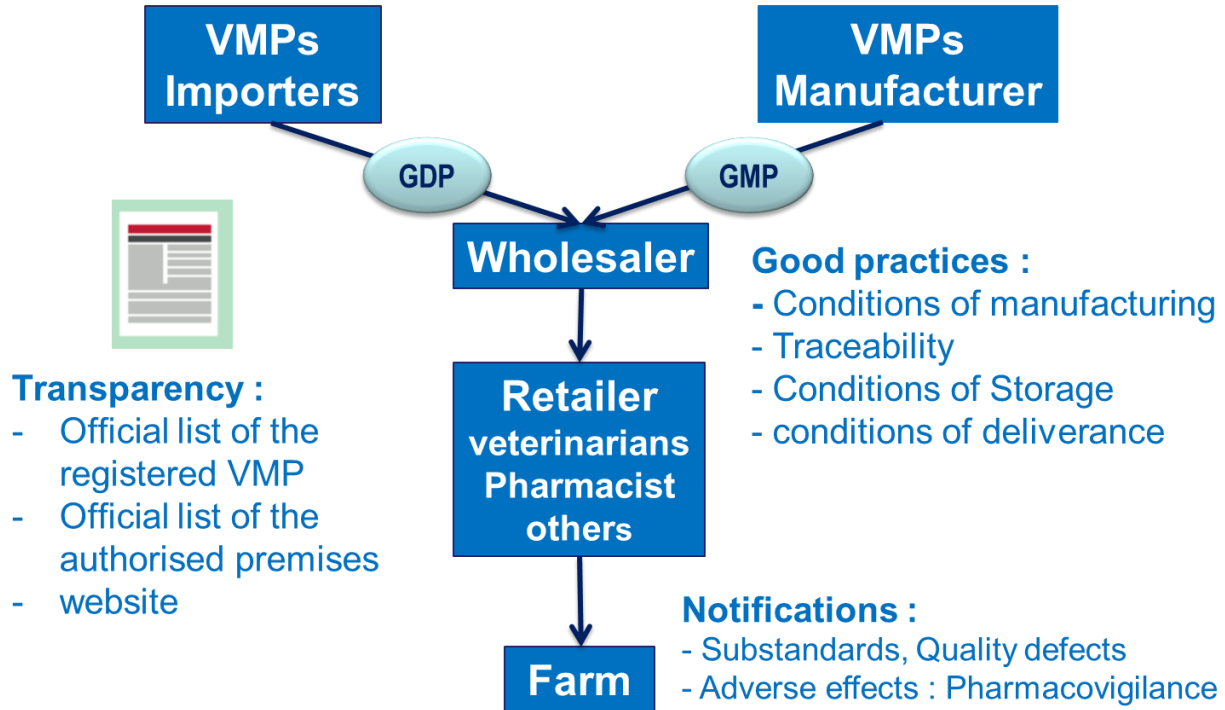 VMPs
Importers
VMPs
Manufacturer
GDP
GMP
Wholesaler
Good practices :
- Conditions of manufacturing
- Traceability
- Conditions of Storage
- conditions of deliverance
Transparency :
- Official list of the
registered VMP
- Official list of the
authorised premises
- website
Retailer
veterinarians
Pharmacist
others
Notifications :
- Substandards, Quality defects
- Adverse effects : Pharmacovigilance
Farm